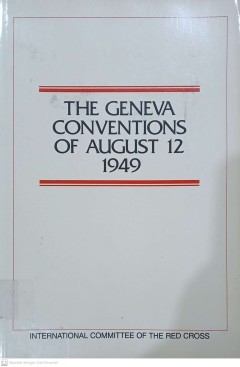 THE GENEVA
CONVENTIONS
OF AUGUST 12
1949
INTERNATIONAL COMMITTEE OF THE RED CROSS